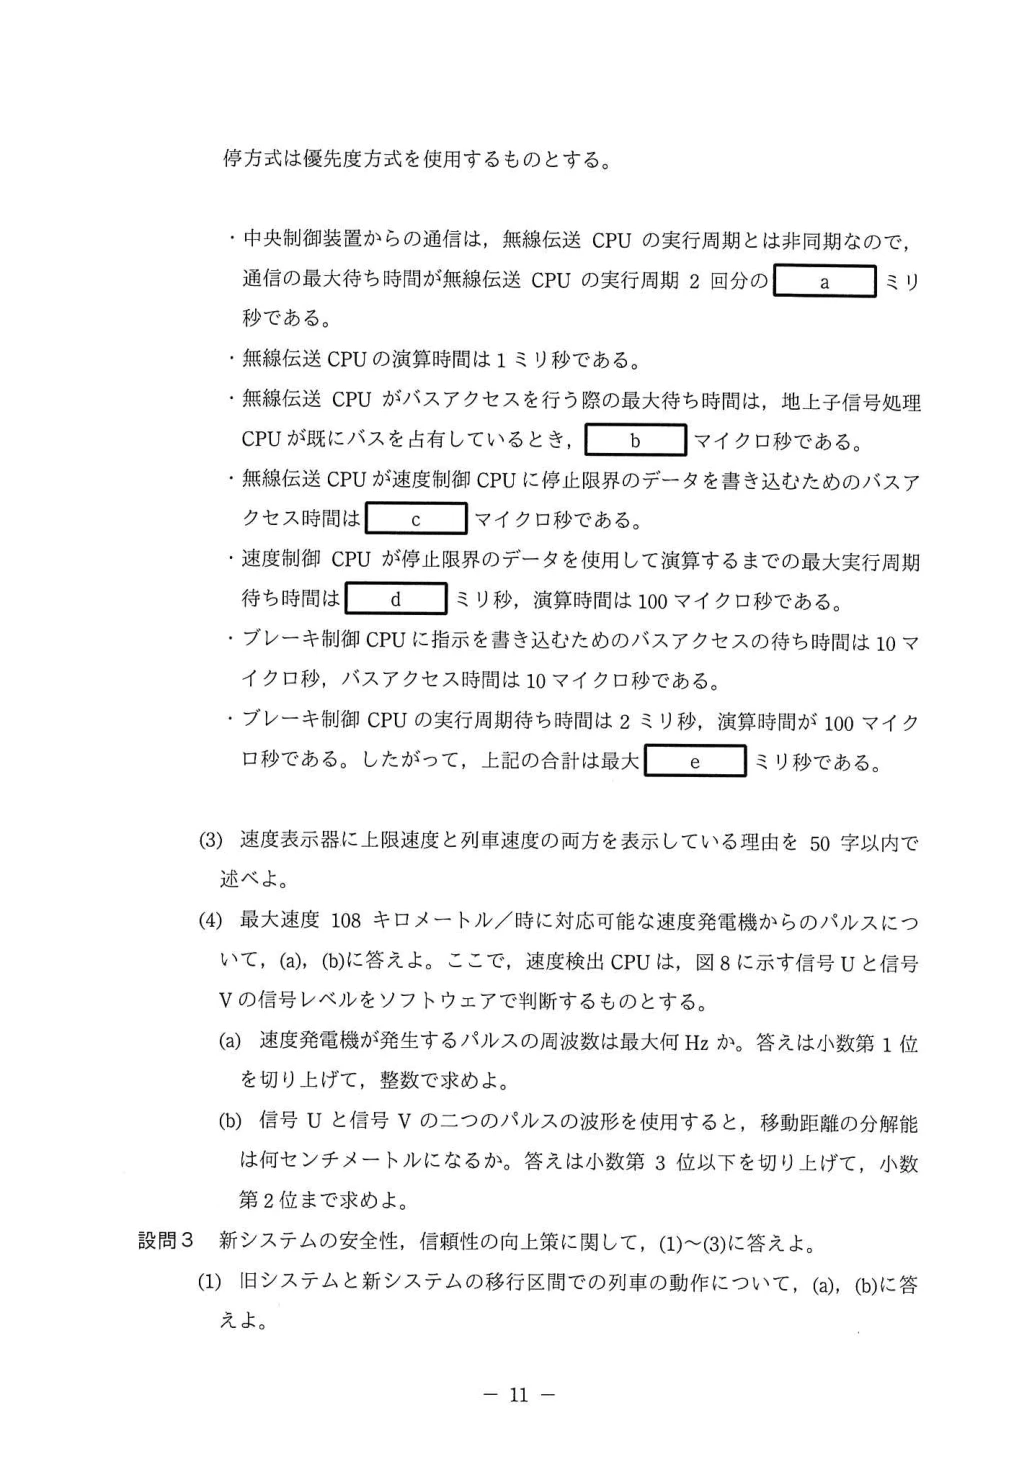 停方式は優先度方式を使用するものとする。
・中央制御装置からの通信は，無線伝送 CPU の実行周期とは非同期なので，
通信の最大待ち時間が無線伝送 CPU の実行周期 2 回分の a ミリ
秒である。
・無線伝送 CPU の演算時間は 1 ミリ秒である。
・無線伝送 CPU がバスアクセスを行う際の最大待ち時間は，地上子信号処理
CPU が既にバスを占有しているとき， b マイクロ秒である。
・無線伝送 CPU が速度制御 CPU に停止限界のデータを書き込むためのバスア
クセス時間は c マイクロ秒である。
・速度制御 CPU が停止限界のデータを使用して演算するまでの最大実行周期
待ち時間は d ミリ秒，演算時間は 100 マイクロ秒である。
・ブレーキ制御 CPU に指示を書き込むためのバスアクセスの待ち時間は 10 マ
イクロ秒，バスアクセス時間は 10 マイクロ秒である。
・ブレーキ制御 CPU の実行周期待ち時間は 2 ミリ秒，演算時間が 100 マイク
ロ秒である。したがって，上記の合計は最大 e ミリ秒である。
(3) 速度表示器に上限速度と列車速度の両方を表示している理由を 50 字以内で
述べよ。
(4) 最大速度 108 キロメートル／時に対応可能な速度発電機からのパルスにつ
いて，(a)，(b)に答えよ。ここで，速度検出 CPU は，図 8 に示す信号 U と信号
V の信号レベルをソフトウェアで判断するものとする。
(a) 速度発電機が発生するパルスの周波数は最大何 Hz か。答えは小数第 1 位
を切り上げて，整数で求めよ。
(b) 信号 U と信号 V の二つのパルスの波形を使用すると，移動距離の分解能
は何センチメートルになるか。答えは小数第 3 位以下を切り上げて，小数
第 2 位まで求めよ。
設問 3 新システムの安全性，信頼性の向上策に関して，(1)～(3)に答えよ。
(1) 旧システムと新システムの移行区間での列車の動作について，(a)，(b)に答
えよ。
－ 11 －